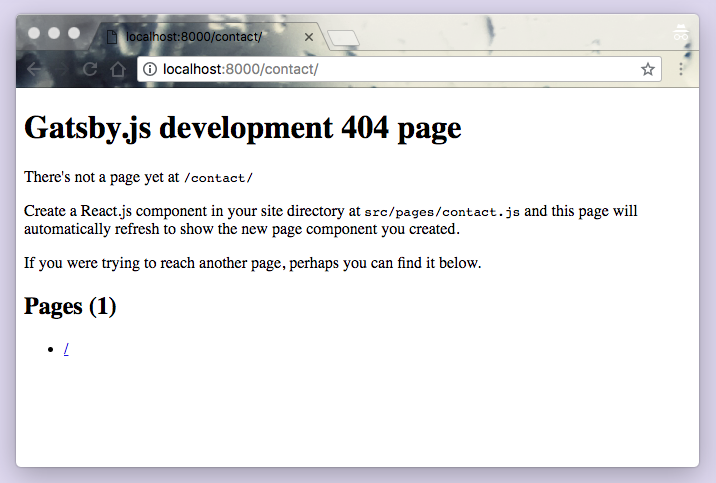 localhost:8000/contact/
localhost:8000/contact/
Gatsby.js development 404 page
There's not a page yet at /contact/
Create a React.js component in your site directory at src/pages/contact.js and this page will
automatically refresh to show the new page component you created.
If you were trying to reach another page, perhaps you can find it below.
Pages (1)
• /